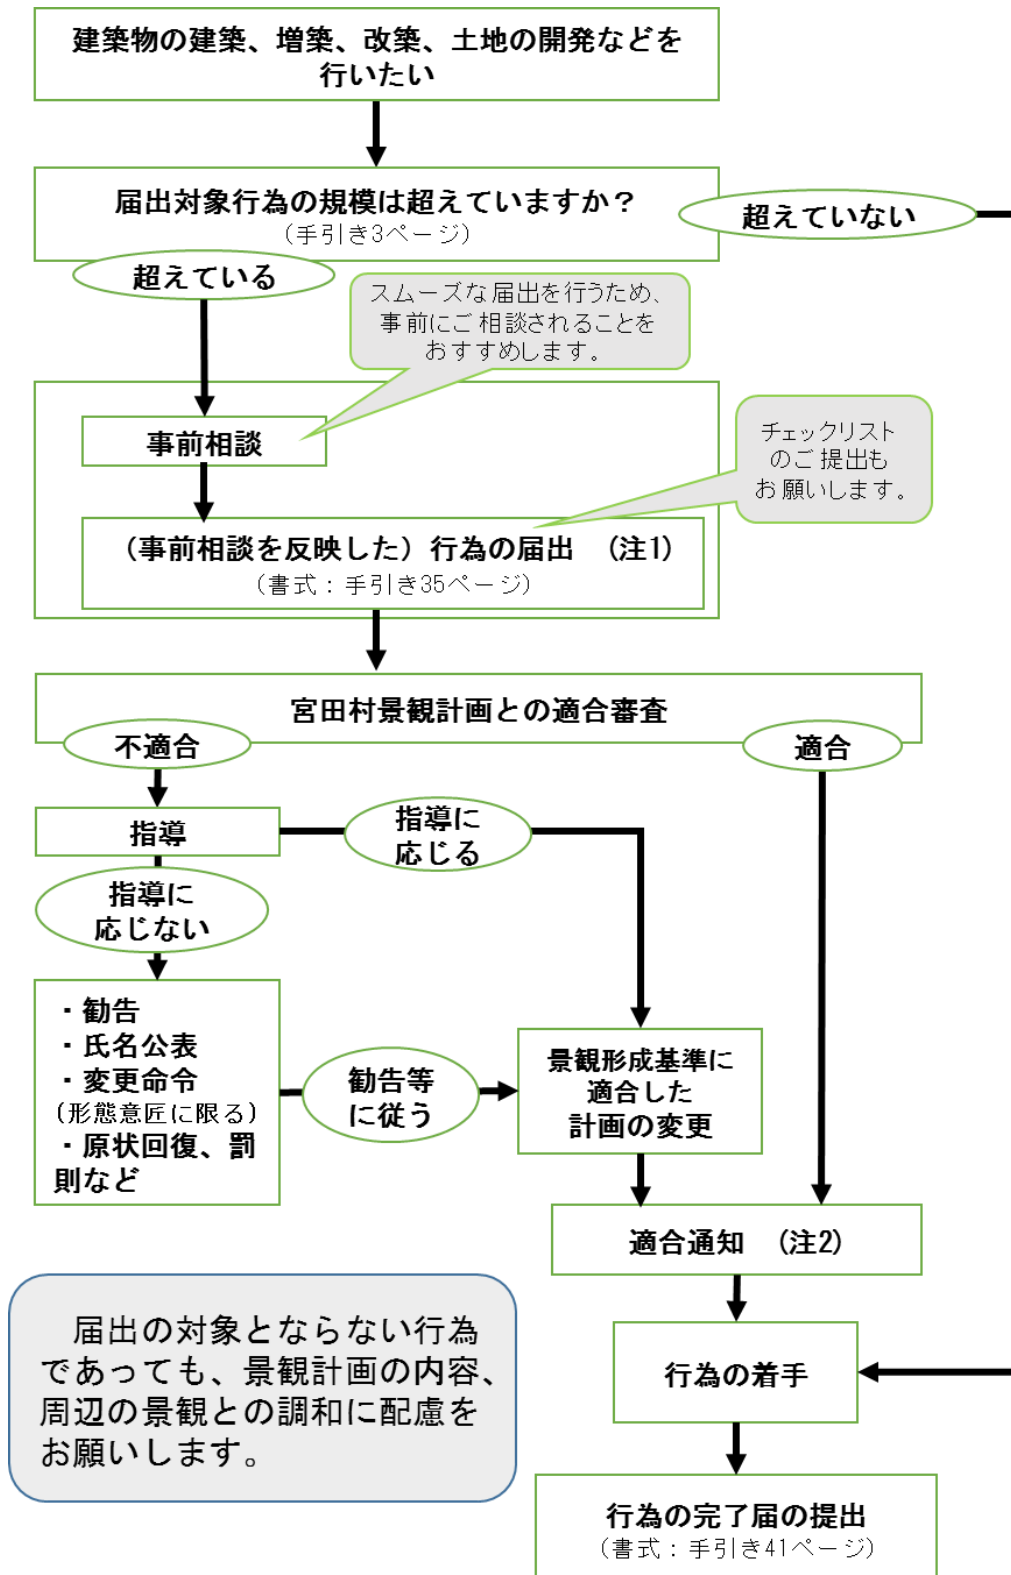 建築物の建築、増築、改築、土地の開発などを
行いたい
届出対象行為の規模は超えていますか？
（手引き3ページ）
超えていない
超えている
スムーズな届出を行うため、
事前にご相談されることを
おすすめします。
事前相談
チェックリスト
のご提出も
お願いします。
（事前相談を反映した）行為の届出　（注1）
（書式：手引き35ページ）
宮田村景観計画との適合審査
不適合
適合
指導
指導に
応じる
指導に
応じない
・勧告
・氏名公表
・変更命令
（形態意匠に限る）
・原状回復、罰
則など
勧告等
に従う
景観形成基準に
適合した
計画の変更
適合通知　（注2）
届出の対象とならない行為
であっても、景観計画の内容、
周辺の景観との調和に配慮を
お願いします。
行為の着手
行為の完了届の提出
（書式：手引き41ページ）